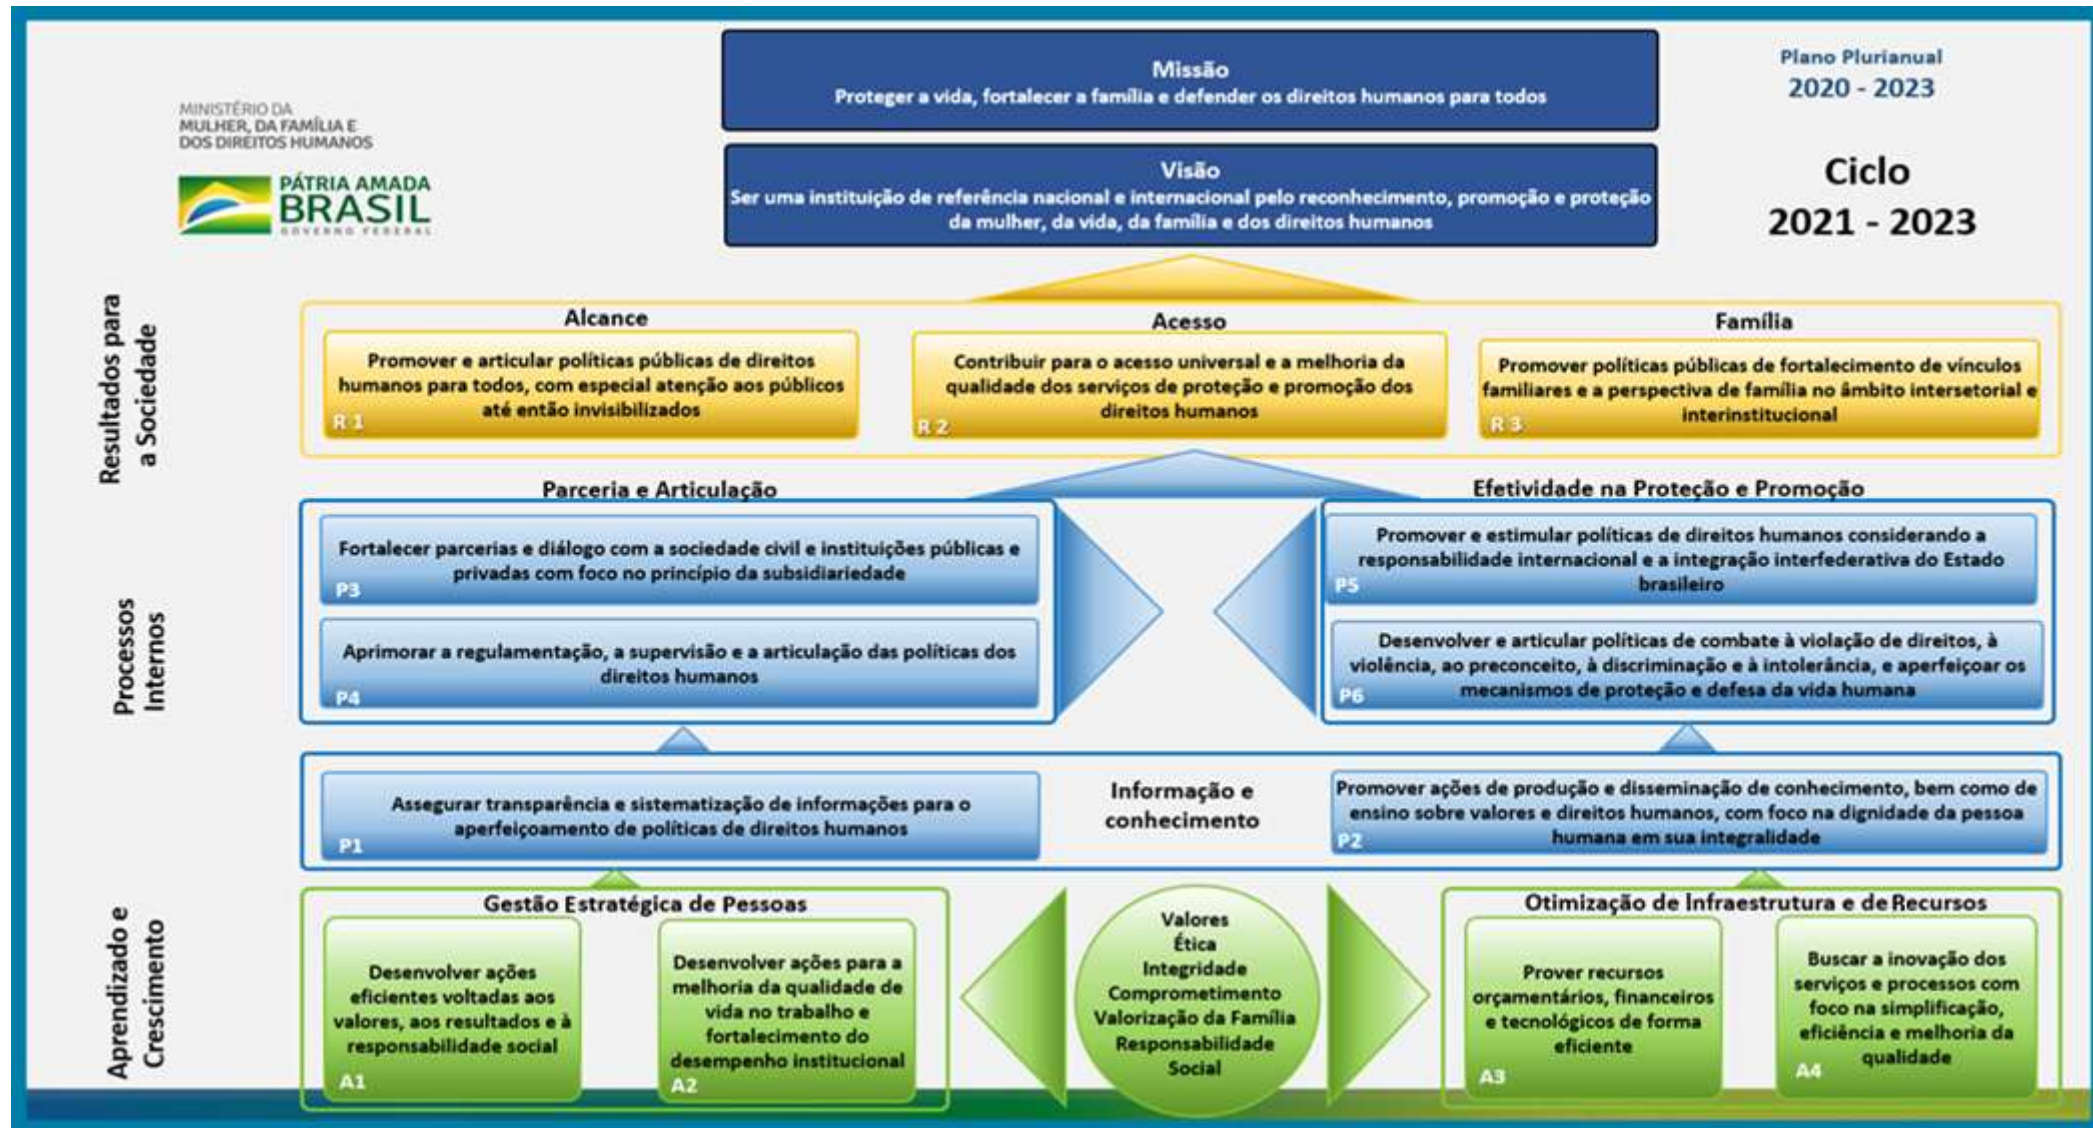 MINISTÉRIO DA
MULHER, DA FAMÍLIA E
DOS DIREITOS HUMANOS
PÁTRIA AMADA
BRASIL
GOVERNO FEDERAL
Missão
Proteger a vida, fortalecer a família e defender os direitos humanos para todos
Visão
Ser uma instituição de referência nacional e internacional pelo reconhecimento, promoção e proteção
da mulher, da vida, da família e dos direitos humanos
Plano Plurianual
2020 - 2023
Ciclo
2021 - 2023
Resultados para
a Sociedade
Alcance
Promover e articular políticas públicas de direitos
humanos para todos, com especial atenção aos públicos
até então invisibilizados
R 1
Acesso
Contribuir para o acesso universal e a melhoria da
qualidade dos serviços de proteção e promoção dos
direitos humanos
R 2
Família
Promover políticas públicas de fortalecimento de vínculos
familiares e a perspectiva de família no âmbito intersetorial e
interinstitucional
R 3
Processos
Internos
Parceria e Articulação
Fortalecer parcerias e diálogo com a sociedade civil e instituições públicas e
privadas com foco no princípio da subsidiariedade
P3
Aprimorar a regulamentação, a supervisão e a articulação das políticas dos
direitos humanos
P4
Efetividade na Proteção e Promoção
Promover e estimular políticas de direitos humanos considerando a
responsabilidade internacional e a integração interfederativa do Estado
brasileiro
P5
Desenvolver e articular políticas de combate à violação de direitos, à
violência, ao preconceito, à discriminação e à intolerância, e aperfeiçoar os
mecanismos de proteção e defesa da vida humana
P6
Assegurar transparência e sistematização de informações para o
aperfeiçoamento de políticas de direitos humanos
P1
Informação e
conhecimento
Promover ações de produção e disseminação de conhecimento, bem como de
ensino sobre valores e direitos humanos, com foco na dignidade da pessoa
humana em sua integralidade
P2
Aprendizado e
Crescimento
Gestão Estratégica de Pessoas
Desenvolver ações
eficientes voltadas aos
valores, aos resultados e à
responsabilidade social
A1
Desenvolver ações para a
melhoria da qualidade de
vida no trabalho e
fortalecimento do
desempenho institucional
A2
Valores
Ética
Integridade
Comprometimento
Valorização da Família
Responsabilidade
Social
Otimização de Infraestrutura e de Recursos
Prover recursos
orçamentários, financeiros
e tecnológicos de forma
eficiente
A3
Buscar a inovação dos
serviços e processos com
foco na simplificação,
eficiência e melhoria da
qualidade
A4